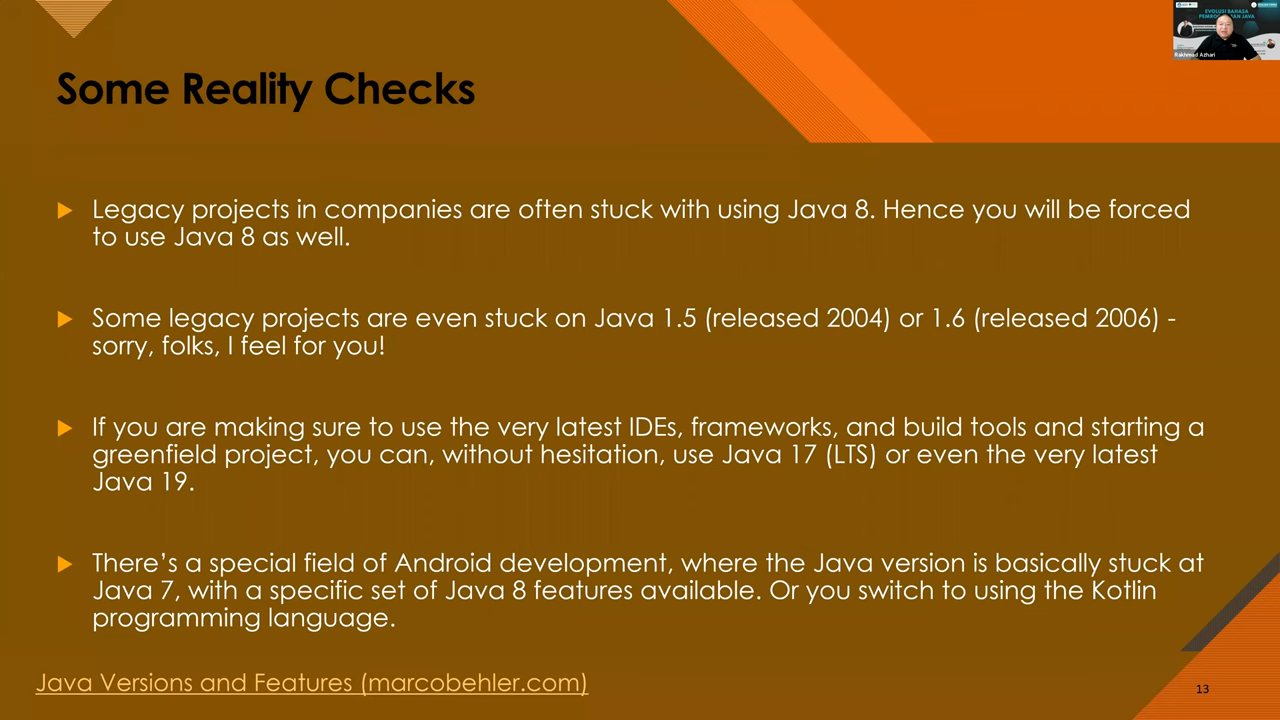 EVOLUSI BAHASA
PEMROGRAMAN JAVA
Rakhmad Azhari
Some Reality Checks
Legacy projects in companies are often stuck with using Java 8. Hence you will be forced
to use Java 8 as well.
Some legacy projects are even stuck on Java 1.5 (released 2004) or 1.6 (released 2006) -
sorry, folks, I feel for you!
If you are making sure to use the very latest IDEs, frameworks, and build tools and starting a
greenfield project, you can, without hesitation, use Java 17 (LTS) or even the very latest
Java 19.
There’s a special field of Android development, where the Java version is basically stuck at
Java 7, with a specific set of Java 8 features available. Or you switch to using the Kotlin
programming language.
Java Versions and Features (marcobehler.com)
13